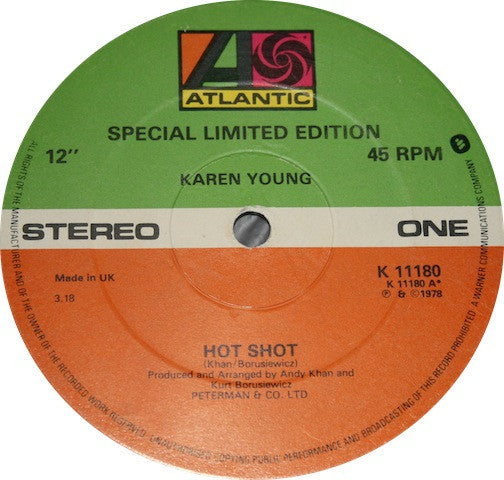 ATLANTIC
SPECIAL LIMITED EDITION
12" 45 RPM
KAREN YOUNG
STEREO ONE
Made in UK
3.18
K 11180
K 11180 A*
℗ & ©1978
HOT SHOT
(Khan/Borusiewicz)
Produced and Arranged by Andy Khan and
Kurt Borusiewicz
PETERMAN & CO. LTD
ALL RIGHTS OF THE MANUFACTURER AND OF THE OWNER OF THE RECORDED WORK RESERVED. UNAUTHORISED COPYING PUBLIC PERFORMANCE AND BROADCASTING OF THIS RECORD PROHIBITED. A WARNER COMMUNICATIONS COMPANY